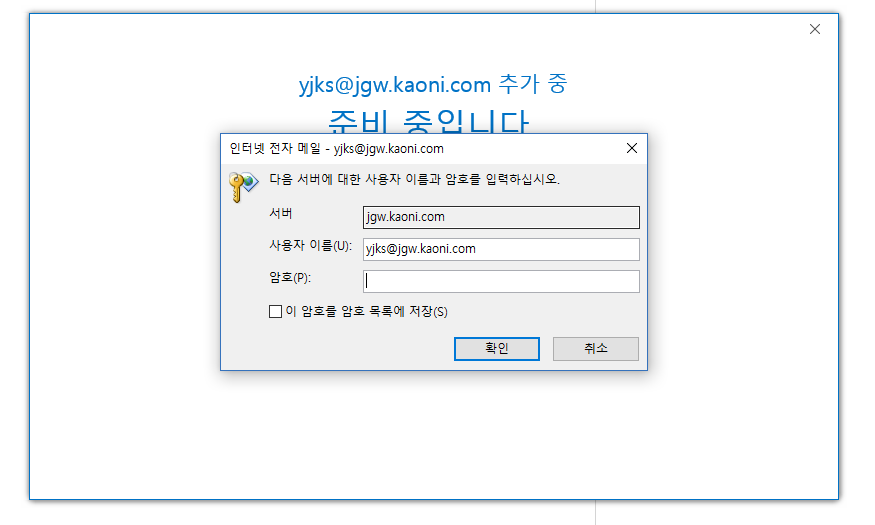 yjks@jgw.kaoni.com 추가 중
준비 중입니다
인터넷 전자 메일 - yjks@jgw.kaoni.com
다음 서버에 대한 사용자 이름과 암호를 입력하십시오.
서버
jgw.kaoni.com
사용자 이름(U):
yjks@jgw.kaoni.com
암호(P):
이 암호를 암호 목록에 저장(S)
확인
취소